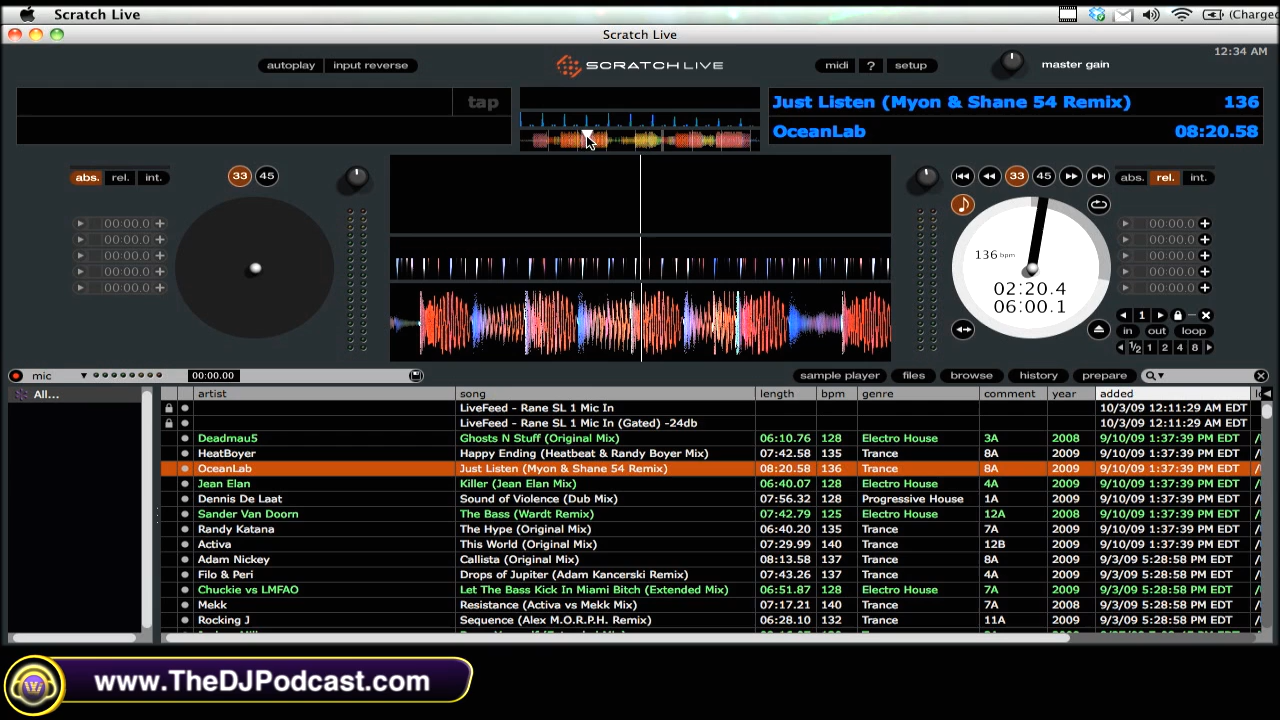 Scratch Live (Charged
Scratch Live
12:34 AM
autoplay input reverse SCRATCH LIVE midi ? setup master gain
tap Just Listen (Myon & Shane 54 Remix) 136
OceanLab 08:20.58
abs. rel. int. 33 45 33 45 abs. rel. int.
00:00.0 00:00.0
00:00.0 00:00.0
00:00.0 136 bpm 00:00.0
00:00.0 02:20.4 00:00.0
00:00.0 06:00.1 00:00.0
1
in out loop
1/2 1 2 4 8
mic 00:00.00 sample player files browse history prepare
All... artist song length bpm genre comment year added
LiveFeed - Rane SL 1 Mic In 10/3/09 12:11:29 AM EDT
LiveFeed - Rane SL 1 Mic In (Gated) -24db 10/3/09 12:11:29 AM EDT
Deadmau5 Ghosts N Stuff (Original Mix) 06:10.76 128 Electro House 3A 2008 9/10/09 1:37:39 PM EDT
HeatBoyer Happy Ending (Heatbeat & Randy Boyer Mix) 07:42.58 135 Trance 8A 2009 9/10/09 1:37:39 PM EDT
OceanLab Just Listen (Myon & Shane 54 Remix) 08:20.58 136 Trance 8A 2009 9/10/09 1:37:39 PM EDT
Jean Elan Killer (Jean Elan Mix) 06:40.07 128 Electro House 4A 2009 9/10/09 1:37:39 PM EDT
Dennis De Laat Sound of Violence (Dub Mix) 07:56.32 128 Progressive House 1A 2009 9/10/09 1:37:39 PM EDT
Sander Van Doorn The Bass (Wardt Remix) 07:42.79 125 Electro House 12A 2008 9/10/09 1:37:39 PM EDT
Randy Katana The Hype (Original Mix) 06:40.20 135 Trance 7A 2009 9/10/09 1:37:39 PM EDT
Activa This World (Original Mix) 07:29.99 140 Trance 12B 2009 9/10/09 1:37:39 PM EDT
Adam Nickey Callista (Original Mix) 08:13.58 137 Trance 8A 2009 9/3/09 5:28:58 PM EDT
Filo & Peri Drops of Jupiter (Adam Kancerski Remix) 07:43.26 137 Trance 4A 2009 9/3/09 5:28:58 PM EDT
Chuckie vs LMFAO Let The Bass Kick In Miami Bitch (Extended Mix) 06:51.87 128 Electro House 7A 2009 9/3/09 5:28:58 PM EDT
Mekk Resistance (Activa vs Mekk Mix) 07:17.21 140 Trance 7A 2008 9/3/09 5:28:58 PM EDT
Rocking J Sequence (Alex M.O.R.P.H. Remix) 06:28.10 132 Trance 11A 2009 9/3/09 5:28:58 PM EDT
www.TheDJPodcast.com